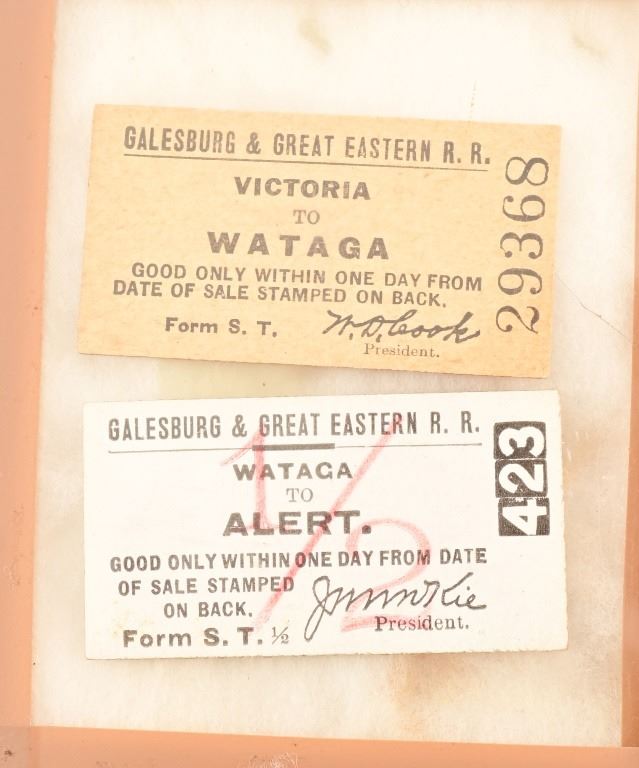 GALESBURG & GREAT EASTERN R. R.
VICTORIA
TO
WATAGA
GOOD ONLY WITHIN ONE DAY FROM
DATE OF SALE STAMPED ON BACK.
Form S. T.
W. D. Cook
President.
29368
GALESBURG & GREAT EASTERN R. R.
WATAGA
TO
ALERT.
GOOD ONLY WITHIN ONE DAY FROM DATE
OF SALE STAMPED
ON BACK.
Form S. T. ½
President.
423
1/2